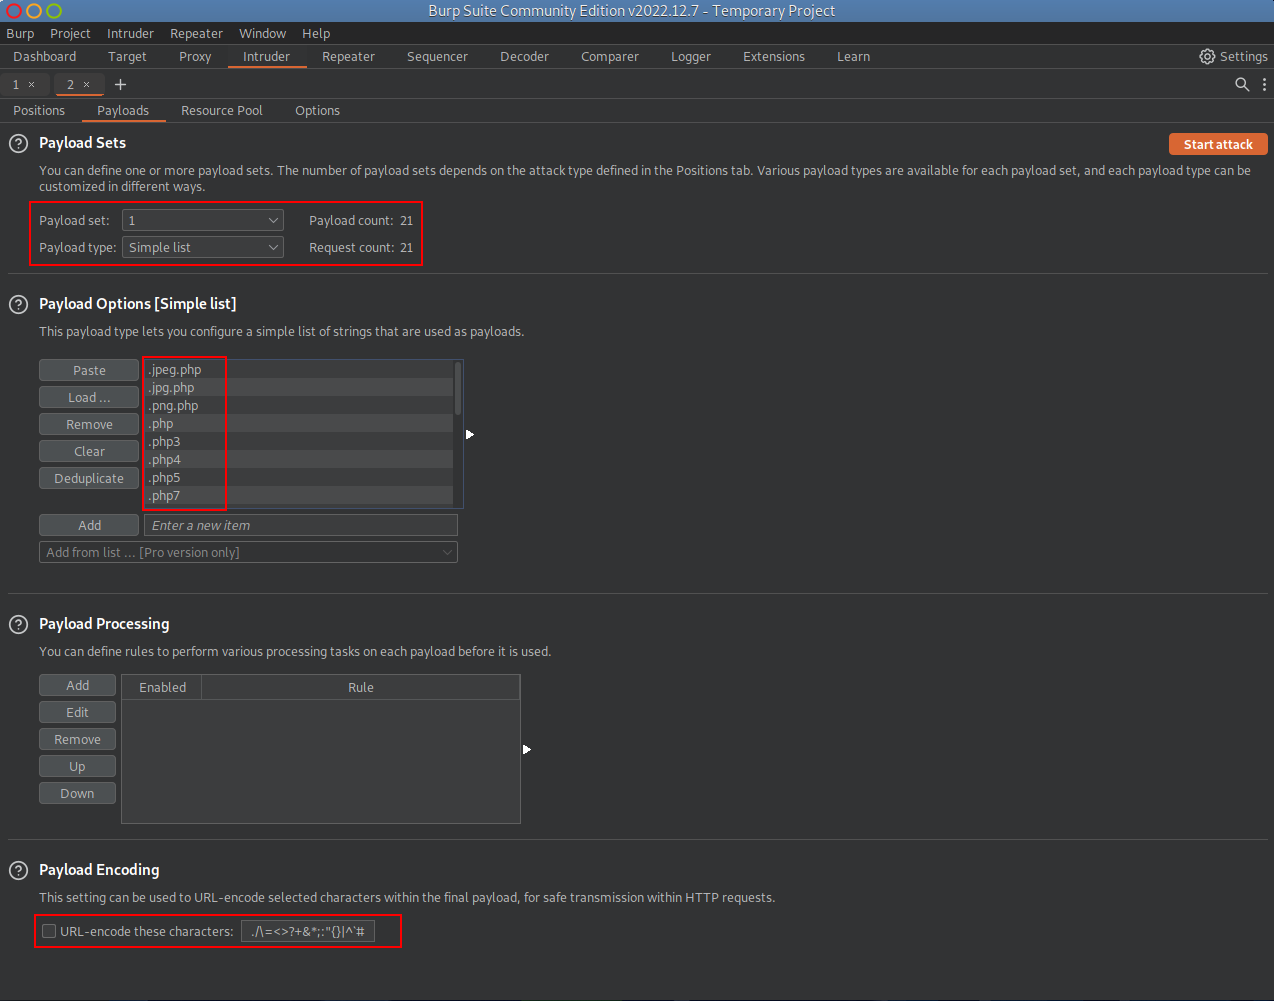 Burp Suite Community Edition v2022.12.7 - Temporary Project
Burp Project Intruder Repeater Window Help
Dashboard Target Proxy Intruder Repeater Sequencer Decoder Comparer Logger Extensions Learn Settings
1 × 2 × +
Positions Payloads Resource Pool Options
? Payload Sets Start attack
You can define one or more payload sets. The number of payload sets depends on the attack type defined in the Positions tab. Various payload types are available for each payload set, and each payload type can be
customized in different ways.
Payload set: 1 Payload count: 21
Payload type: Simple list Request count: 21
? Payload Options [Simple list]
This payload type lets you configure a simple list of strings that are used as payloads.
Paste
Load ...
Remove
Clear
Deduplicate
.jpeg.php
.jpg.php
.png.php
.php
.php3
.php4
.php5
.php7
Add Enter a new item
Add from list ... [Pro version only]
? Payload Processing
You can define rules to perform various processing tasks on each payload before it is used.
Add
Edit
Remove
Up
Down
Enabled Rule
? Payload Encoding
This setting can be used to URL-encode selected characters within the final payload, for safe transmission within HTTP requests.
URL-encode these characters: ./\=<>?+&*;:"{}|^`#